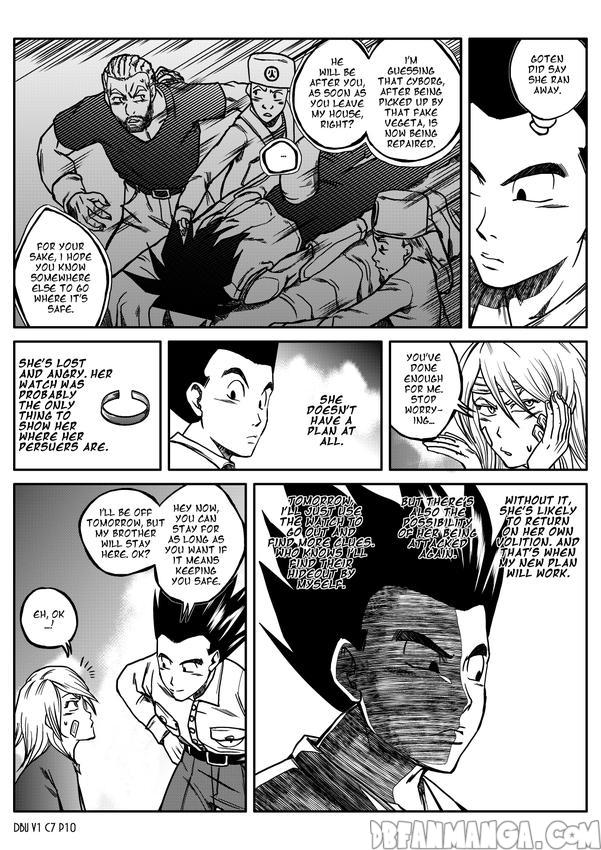 GOTEN
DID SAY
SHE RAN
AWAY.
I'M
GUESSING
THAT CYBORG,
AFTER BEING
PICKED UP BY
THAT FAKE
VEGETA, IS
NOW BEING
REPAIRED.
HE
WILL BE
AFTER YOU,
AS SOON AS
YOU LEAVE
MY HOUSE,
RIGHT?
...
FOR YOUR
SAKE, I HOPE
YOU KNOW
SOMEWHERE
ELSE TO GO
WHERE IT'S
SAFE.
YOU'VE
DONE
ENOUGH
FOR ME.
STOP
WORRY-
ING...
SHE
DOESN'T
HAVE A
PLAN AT
ALL.
SHE'S LOST
AND ANGRY. HER
WATCH WAS
PROBABLY
THE ONLY
THING TO
SHOW HER
WHERE HER
PERSUERS ARE.
WITHOUT IT,
SHE'S LIKELY
TO RETURN
ON HER OWN
VOLITION. AND
THAT'S WHEN
MY NEW PLAN
WILL WORK.
BUT THERE'S
ALSO THE
POSSIBILITY
OF HER BEING
ATTACKED
AGAIN.
TOMORROW,
I'LL JUST USE
THE WATCH TO
GO OUT AND
FIND MORE CLUES.
WHO KNOWS I'LL
FIND THEIR
HIDEOUT BY
MYSELF.
HEY NOW,
YOU CAN
STAY FOR
AS LONG AS
YOU WANT IF
IT MEANS
KEEPING
YOU SAFE.
I'LL BE OFF
TOMORROW, BUT
MY BROTHER
WILL STAY
HERE. OK?
EH, OK
...!
DBU V1 C7 P10
DBFANMANGA.COM